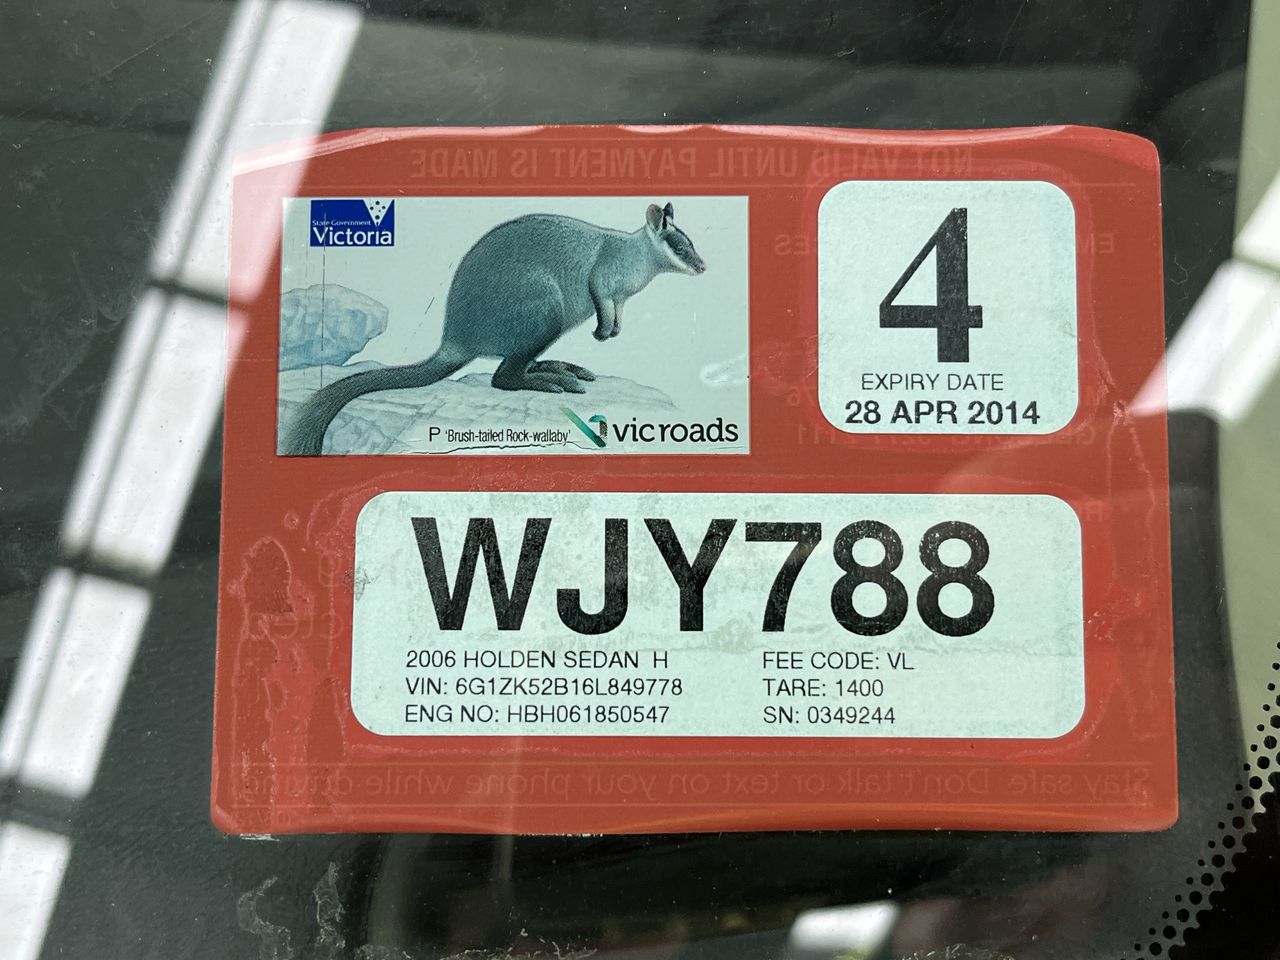 NOT VALID UNTIL PAYMENT IS MADE
State Government
Victoria
4
EXPIRY DATE
28 APR 2014
P 'Brush-tailed Rock-wallaby'
vicroads
WJY788
2006 HOLDEN SEDAN H
FEE CODE: VL
VIN: 6G1ZK52B16L849778
TARE: 1400
ENG NO: HBH061850547
SN: 0349244
Stay safe Don't talk or text on your phone while driving